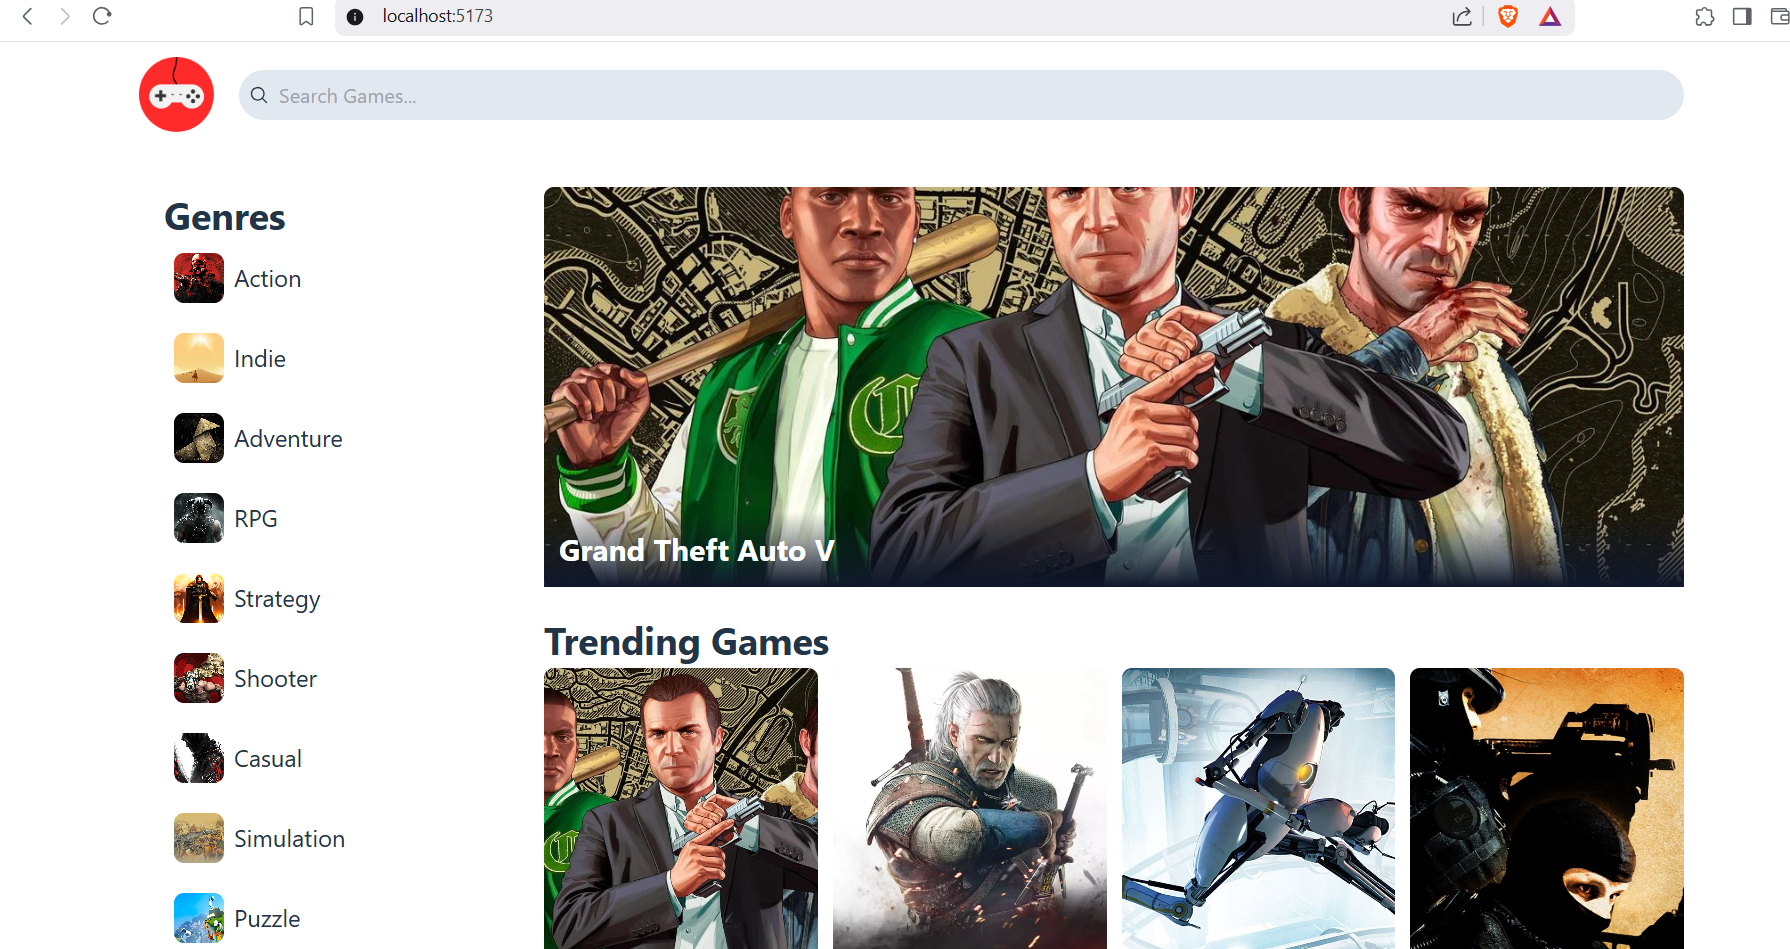 localhost:5173
Search Games...
Genres
Action
Indie
Adventure
RPG
Strategy
Shooter
Casual
Simulation
Puzzle
Grand Theft Auto V
Trending Games